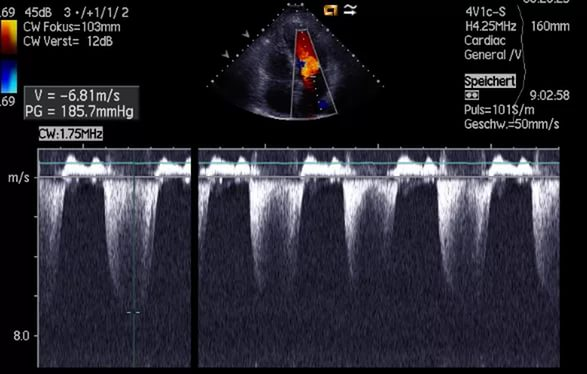 .69
45dB 3 •/+/1/1/2
CW Fokus=103mm
CW Verst= 12dB
.69
V = -6.81m/s
PG = 185.7mmHg
CW:1.75MHz
4V1c-S
H4.25MHz 160mm
Cardiac
General /V
Speichert
9:02:58
Puls=101S/m
Geschw.=50mm/s
m/s
8.0